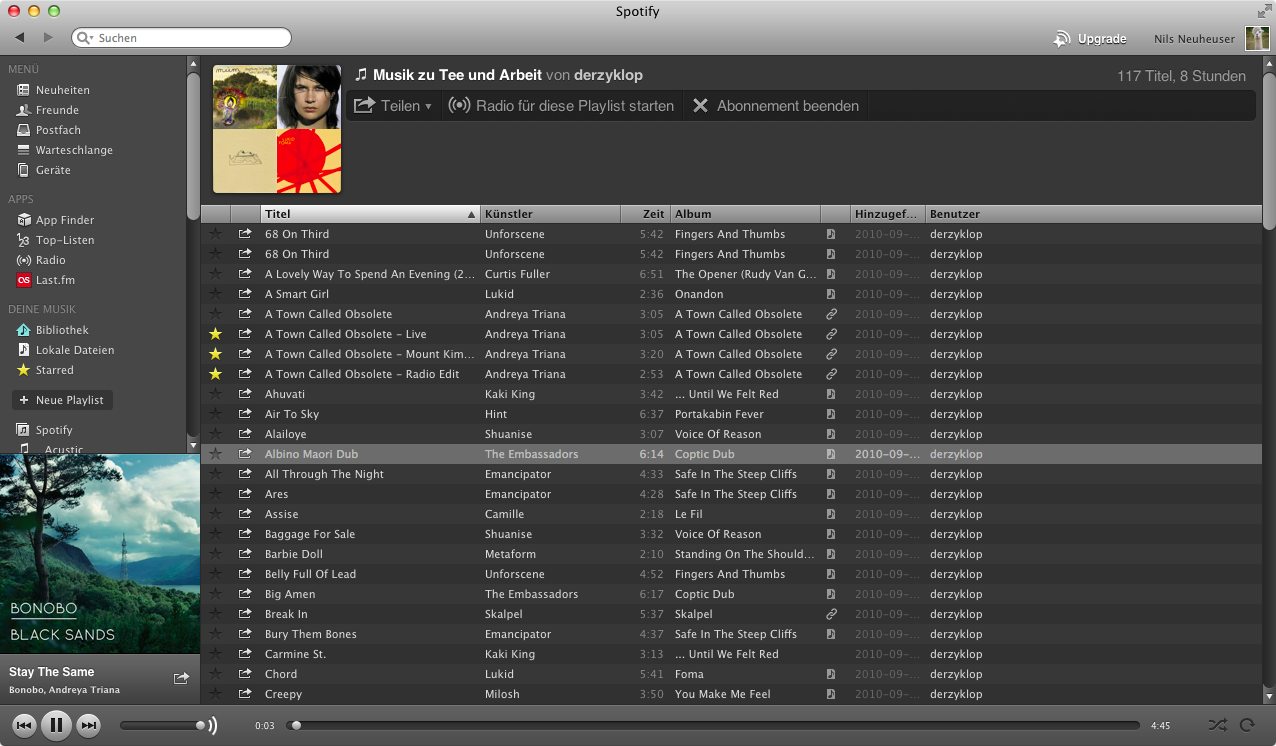 Spotify
Suchen
Upgrade
Nils Neuheuser
MENÜ
Neuheiten
Freunde
Postfach
Warteschlange
Geräte
APPS
App Finder
Top-Listen
Radio
Last.fm
DEINE MUSIK
Bibliothek
Lokale Dateien
Starred
+ Neue Playlist
Spotify
Acustic
BONOBO
BLACK SANDS
Stay The Same
Bonobo, Andreya Triana
Musik zu Tee und Arbeit von derzyklop
117 Titel, 8 Stunden
Teilen
Radio für diese Playlist starten
Abonnement beenden
Titel Künstler Zeit Album Hinzugef... Benutzer
68 On Third Unforscene 5:42 Fingers And Thumbs 2010-09-... derzyklop
68 On Third Unforscene 5:42 Fingers And Thumbs 2010-09-... derzyklop
A Lovely Way To Spend An Evening (2... Curtis Fuller 6:51 The Opener (Rudy Van G... 2010-09-... derzyklop
A Smart Girl Lukid 2:36 Onandon 2010-09-... derzyklop
A Town Called Obsolete Andreya Triana 3:05 A Town Called Obsolete 2010-09-... derzyklop
A Town Called Obsolete – Live Andreya Triana 3:05 A Town Called Obsolete 2010-09-... derzyklop
A Town Called Obsolete – Mount Kim... Andreya Triana 3:20 A Town Called Obsolete 2010-09-... derzyklop
A Town Called Obsolete – Radio Edit Andreya Triana 2:53 A Town Called Obsolete 2010-09-... derzyklop
Ahuvati Kaki King 3:42 ... Until We Felt Red 2010-09-... derzyklop
Air To Sky Hint 6:37 Portakabin Fever 2010-09-... derzyklop
Alailoye Shuanise 3:07 Voice Of Reason 2010-09-... derzyklop
Albino Maori Dub The Embassadors 6:14 Coptic Dub 2010-09-... derzyklop
All Through The Night Emancipator 4:33 Safe In The Steep Cliffs 2010-09-... derzyklop
Ares Emancipator 4:28 Safe In The Steep Cliffs 2010-09-... derzyklop
Assise Camille 2:18 Le Fil 2010-09-... derzyklop
Baggage For Sale Shuanise 3:32 Voice Of Reason 2010-09-... derzyklop
Barbie Doll Metaform 2:10 Standing On The Should... 2010-09-... derzyklop
Belly Full Of Lead Unforscene 4:52 Fingers And Thumbs 2010-09-... derzyklop
Big Amen The Embassadors 6:17 Coptic Dub 2010-09-... derzyklop
Break In Skalpel 5:37 Skalpel 2010-09-... derzyklop
Bury Them Bones Emancipator 4:37 Safe In The Steep Cliffs 2010-09-... derzyklop
Carmine St. Kaki King 3:13 ... Until We Felt Red 2010-09-... derzyklop
Chord Lukid 5:41 Foma 2010-09-... derzyklop
Creepy Milosh 3:50 You Make Me Feel 2010-09-... derzyklop
0:03
4:45